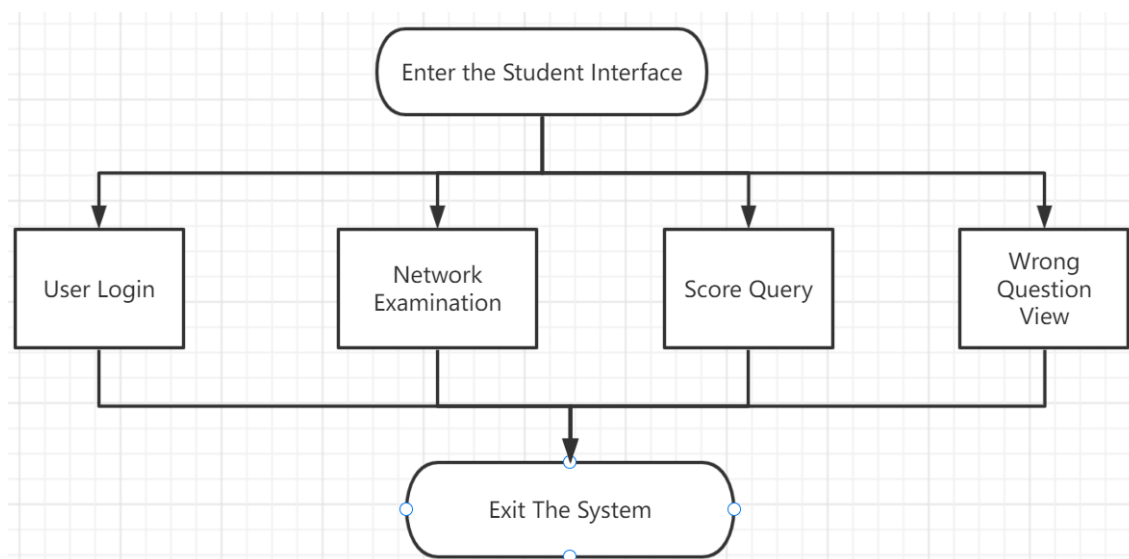 Enter the Student Interface
User Login
Network
Examination
Score Query
Wrong
Question
View
Exit The System